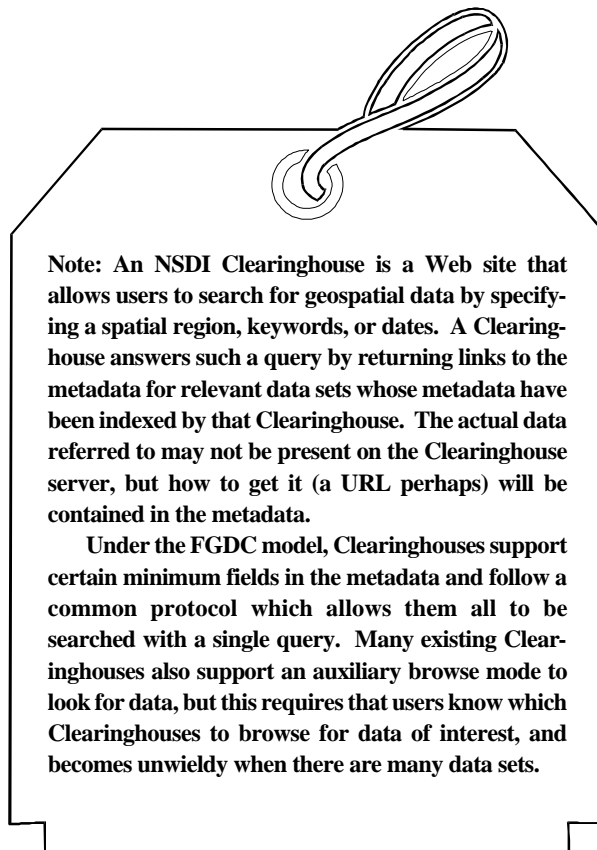 Note: An NSDI Clearinghouse is a Web site that
allows users to search for geospatial data by specify-
ing a spatial region, keywords, or dates. A Clearing-
house answers such a query by returning links to the
metadata for relevant data sets whose metadata have
been indexed by that Clearinghouse. The actual data
referred to may not be present on the Clearinghouse
server, but how to get it (a URL perhaps) will be
contained in the metadata.
Under the FGDC model, Clearinghouses support
certain minimum fields in the metadata and follow a
common protocol which allows them all to be
searched with a single query. Many existing Clear-
inghouses also support an auxiliary browse mode to
look for data, but this requires that users know which
Clearinghouses to browse for data of interest, and
becomes unwieldy when there are many data sets.